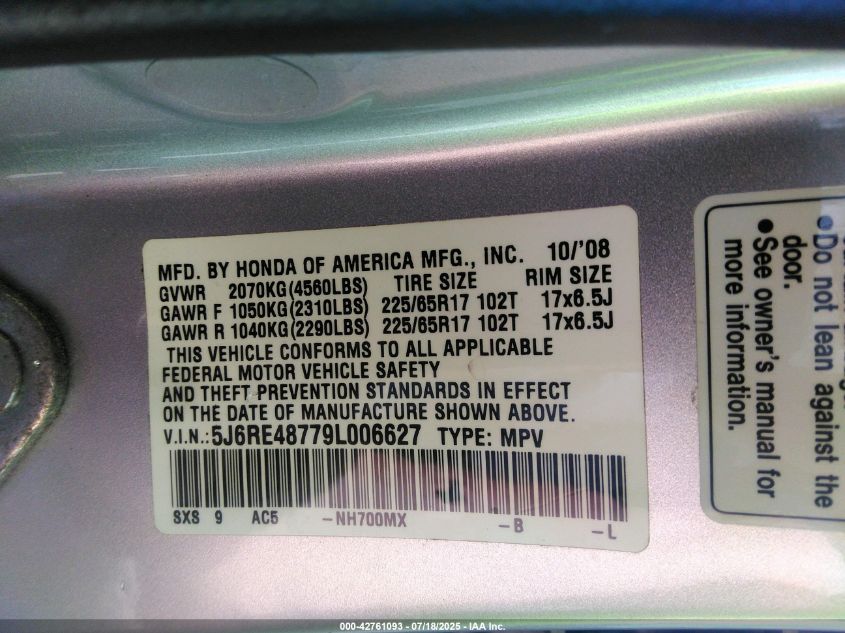 MFD. BY HONDA OF AMERICA MFG., INC. 10/'08
GVWR 2070KG(4560LBS) TIRE SIZE RIM SIZE
GAWR F 1050KG(2310LBS) 225/65R17 102T 17x6.5J
GAWR R 1040KG(2290LBS) 225/65R17 102T 17x6.5J
THIS VEHICLE CONFORMS TO ALL APPLICABLE
FEDERAL MOTOR VEHICLE SAFETY
AND THEFT PREVENTION STANDARDS IN EFFECT
ON THE DATE OF MANUFACTURE SHOWN ABOVE.
V.I.N.:5J6RE48779L006627 TYPE: MPV
SXS 9 AC5 -NH700MX -B -L
●Do not lean against the
door.
●See owner's manual for
more information.
000-42761093 - 07/18/2025 - IAA Inc.